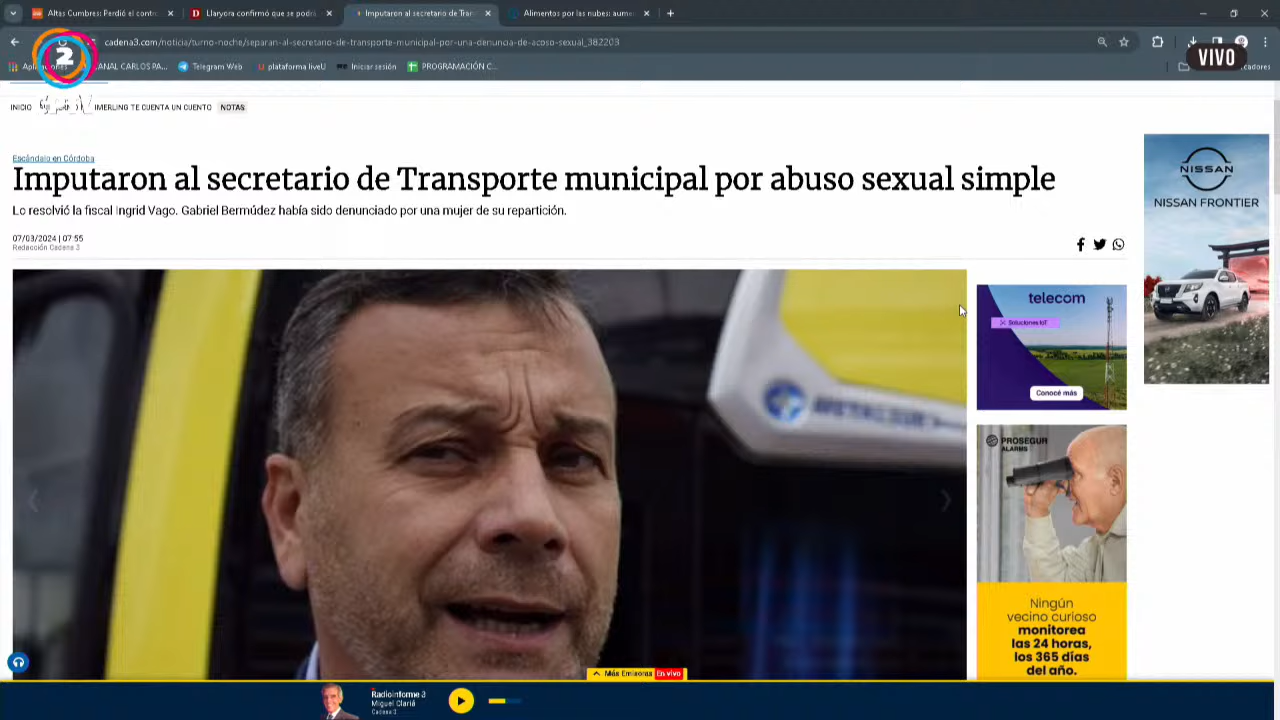 Altas Cumbres: Perdió el contr
Llaryora confirmó que se podrá
Imputaron al secretario de Tran
Alimentos por las nubes: aume
cadena3.com/noticia/turno-noche/separan-al-secretario-de-transporte-municipal-por-una-denuncia-de-acoso-sexual_382203
2
VIVO
ANAL CARLOS PA...
Telegram Web
plataforma liveU
Iniciar sesión
PROGRAMACIÓN C...
INICIO
IMERLING TE CUENTA UN CUENTO
NOTAS
Escándalo en Córdoba
Imputaron al secretario de Transporte municipal por abuso sexual simple
Lo resolvió la fiscal Ingrid Vago. Gabriel Bermúdez había sido denunciado por una mujer de su repartición.
07/03/2024 | 07:55
Redacción Cadena 3
NISSAN
NISSAN FRONTIER
telecom
Soluciones IoT
Conocé más
PROSEGUR
ALARMS
Ningún
vecino curioso
monitorea
las 24 horas,
los 365 días
del año.
Más Emisoras
En vivo
Radioinforme 3
Miguel Clariá
Cadena 3